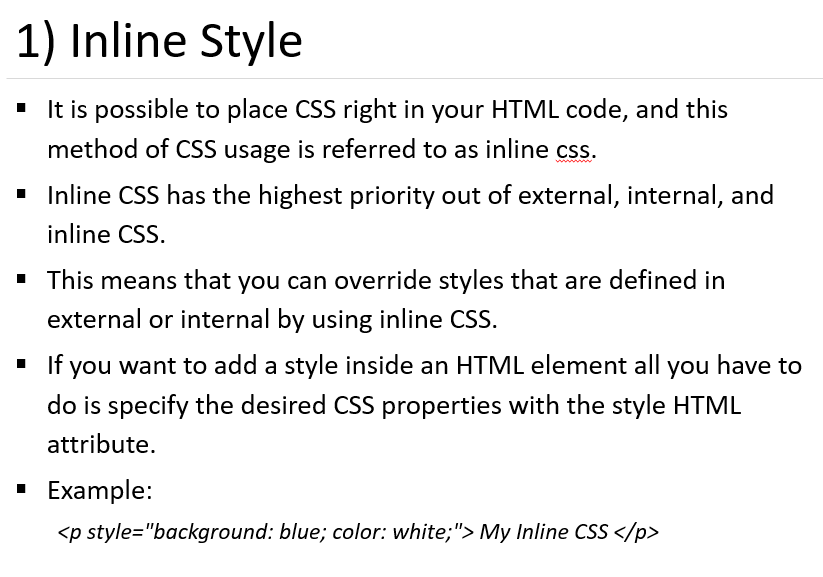 1) Inline Style
▪ It is possible to place CSS right in your HTML code, and this
method of CSS usage is referred to as inline css.
▪ Inline CSS has the highest priority out of external, internal, and
inline CSS.
▪ This means that you can override styles that are defined in
external or internal by using inline CSS.
▪ If you want to add a style inside an HTML element all you have to
do is specify the desired CSS properties with the style HTML
attribute.
▪ Example:
<p style="background: blue; color: white;"> My Inline CSS </p>